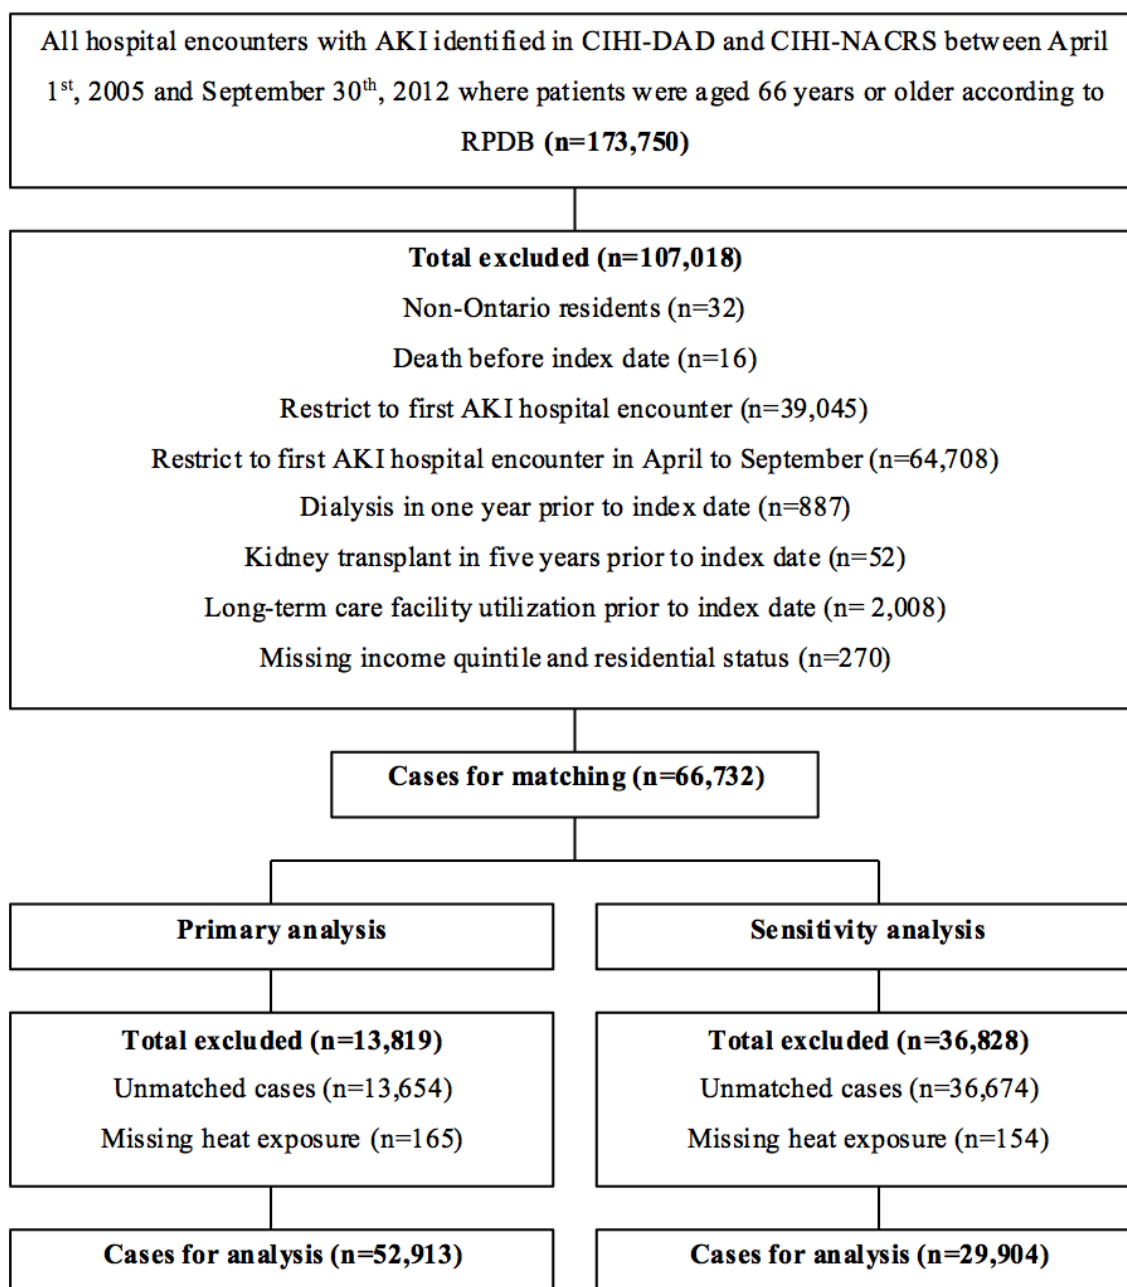 All hospital encounters with AKI identified in CIHI-DAD and CIHI-NACRS between April
1st, 2005 and September 30th, 2012 where patients were aged 66 years or older according to
RPDB (n=173,750)
Total excluded (n=107,018)
Non-Ontario residents (n=32)
Death before index date (n=16)
Restrict to first AKI hospital encounter (n=39,045)
Restrict to first AKI hospital encounter in April to September (n=64,708)
Dialysis in one year prior to index date (n=887)
Kidney transplant in five years prior to index date (n=52)
Long-term care facility utilization prior to index date (n= 2,008)
Missing income quintile and residential status (n=270)
Cases for matching (n=66,732)
Primary analysis
Total excluded (n=13,819)
Unmatched cases (n=13,654)
Missing heat exposure (n=165)
Cases for analysis (n=52,913)
Sensitivity analysis
Total excluded (n=36,828)
Unmatched cases (n=36,674)
Missing heat exposure (n=154)
Cases for analysis (n=29,904)